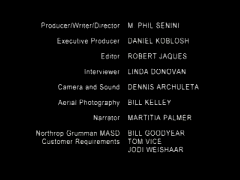 Producer/Writer/Director M. PHIL SENINI
Executive Producer DANIEL KOBLOSH
Editor ROBERT JAQUES
Interviewer LINDA DONOVAN
Camera and Sound DENNIS ARCHULETA
Aerial Photography BILL KELLEY
Narrator MARTITIA PALMER
Northrop Grumman MASD BILL GOODYEAR
Customer Requirements TOM VICE
JODI WEISHAAR